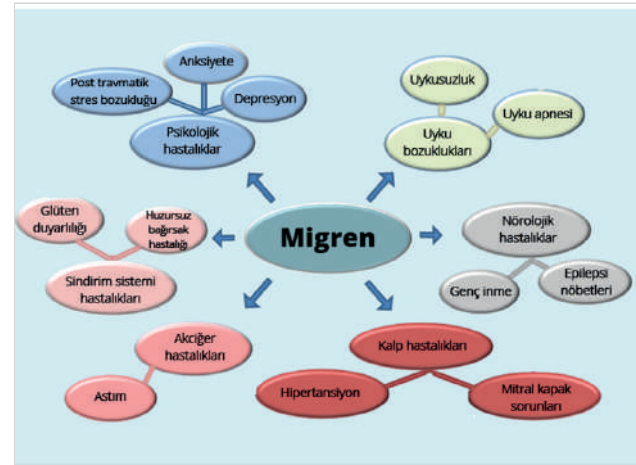 Anksiyete
Post travmatik
stres bozukluğu
Depresyon
Psikolojik
hastalıklar
Uykusuzluk
Uyku apnesi
Uyku
bozuklukları
Glüten
duyarlılığı
Huzursuz
bağırsak
hastalığı
Sindirim sistemi
hastalıkları
Migren
Nörolojik
hastalıklar
Genç inme
Epilepsi
nöbetleri
Akciğer
hastalıkları
Astım
Kalp hastalıkları
Hipertansiyon
Mitral kapak
sorunları